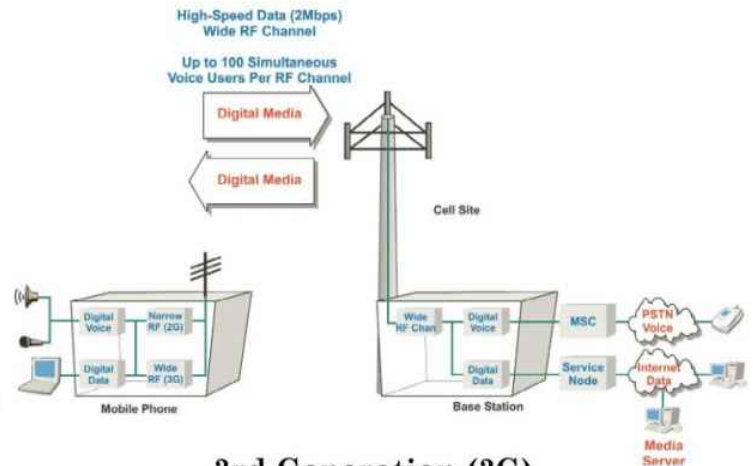 High-Speed Data (2Mbps)
Wide RF Channel
Up to 100 Simultaneous
Voice Users Per RF Channel
Digital Media
Digital Media
Cell Site
Digital
Voice
Narrow
RF (2G)
Digital
Data
Wide
RF (3G)
Mobile Phone
Wide
RF Chan
Digital
Voice
Digital
Data
Base Station
MSC
Service
Node
PSTN
Voice
Internet
Data
Media
Server
3rd Generation (3G)